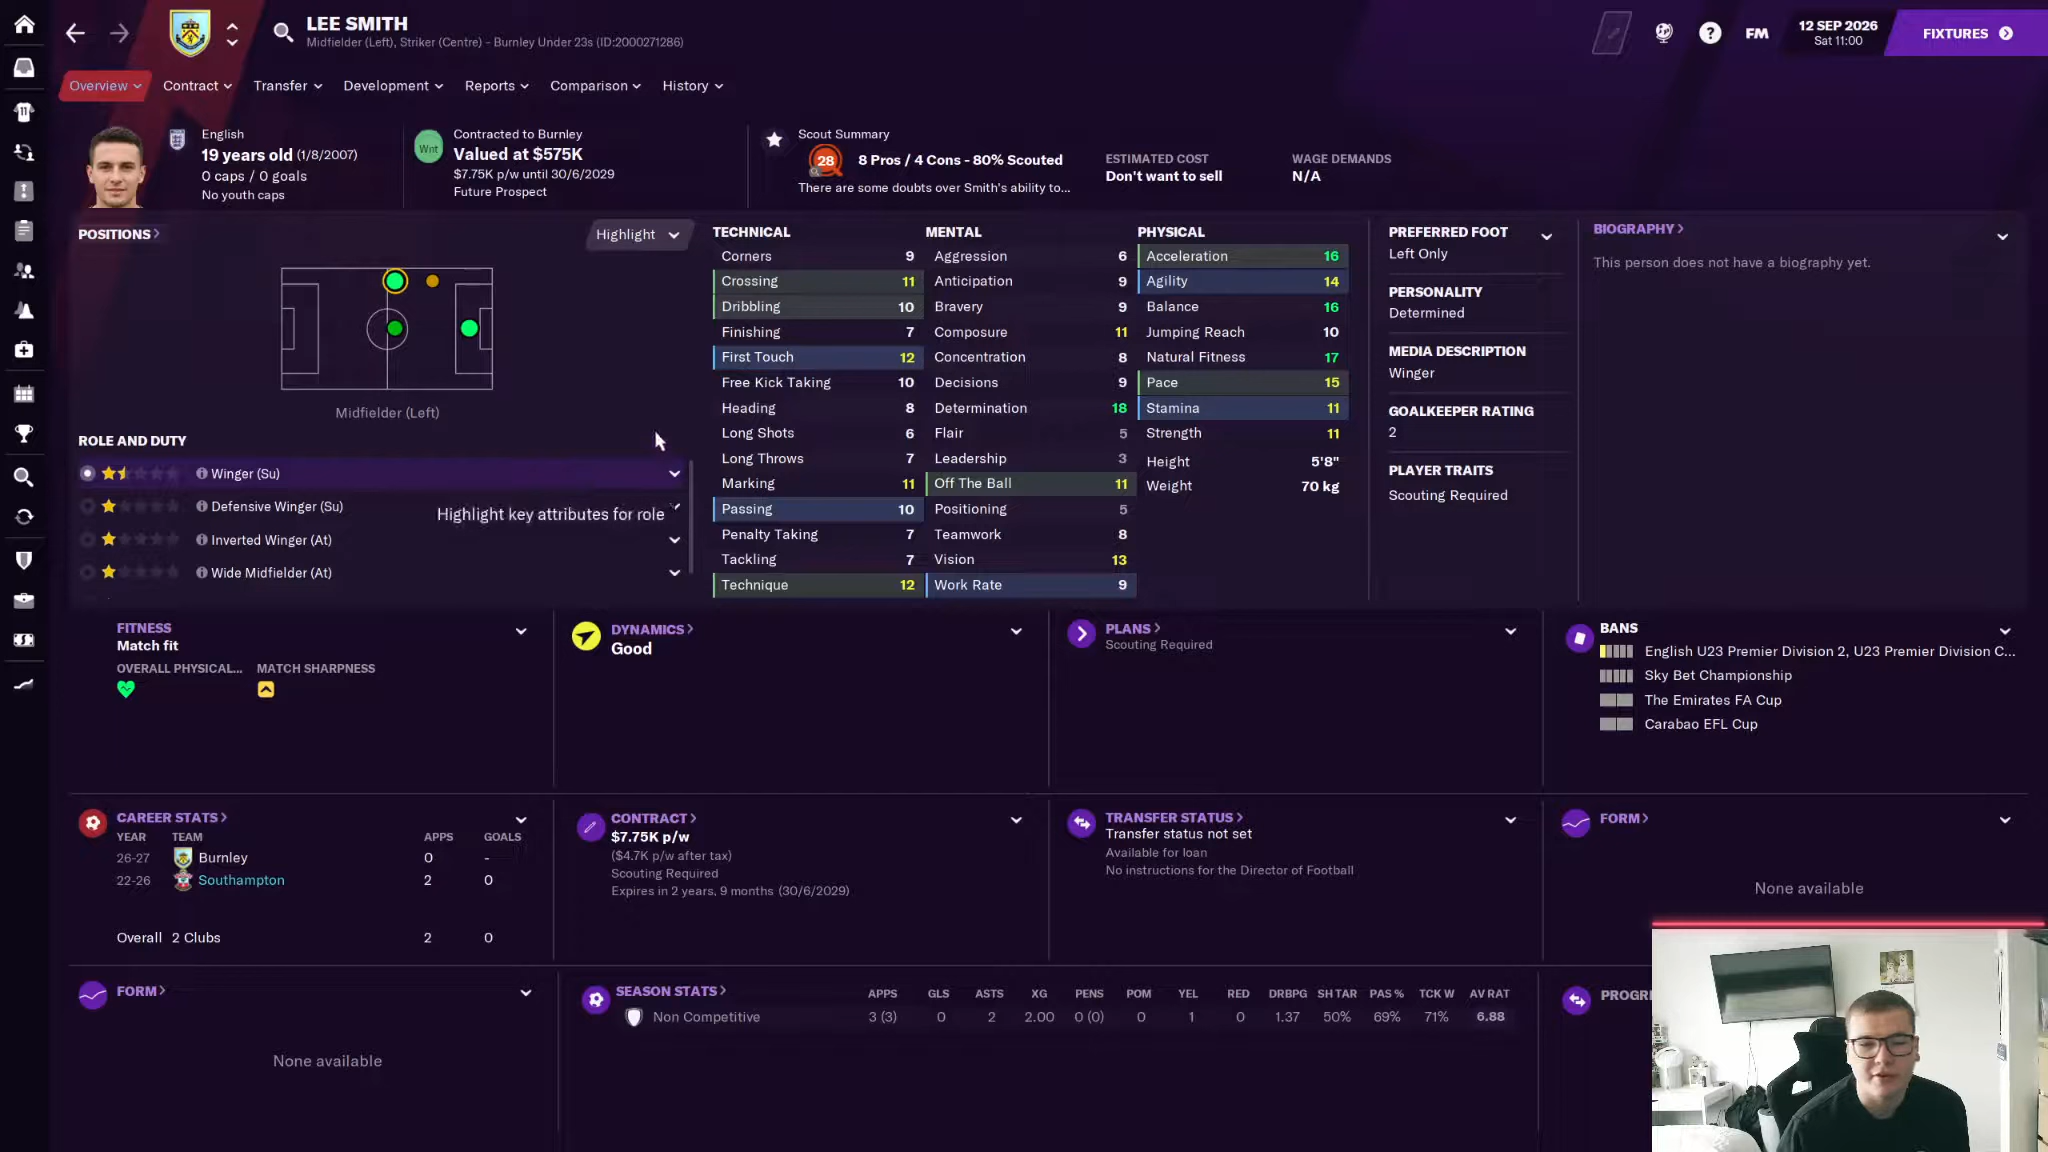 LEE SMITH
Midfielder (Left), Striker (Centre) - Burnley Under 23s (ID:2000271286)
FM
12 SEP 2026
Sat 11:00
FIXTURES
Overview
Contract
Transfer
Development
Reports
Comparison
History
English
19 years old (1/8/2007)
0 caps / 0 goals
No youth caps
Wnt
Contracted to Burnley
Valued at $575K
$7.75K p/w until 30/6/2029
Future Prospect
Scout Summary
28
8 Pros / 4 Cons - 80% Scouted
There are some doubts over Smith's ability to...
ESTIMATED COST
Don't want to sell
WAGE DEMANDS
N/A
POSITIONS
Highlight
Midfielder (Left)
ROLE AND DUTY
Winger (Su)
Defensive Winger (Su)
Inverted Winger (At)
Wide Midfielder (At)
Highlight key attributes for role
TECHNICAL
Corners 9
Crossing 11
Dribbling 10
Finishing 7
First Touch 12
Free Kick Taking 10
Heading 8
Long Shots 6
Long Throws 7
Marking 11
Passing 10
Penalty Taking 7
Tackling 7
Technique 12
MENTAL
Aggression 6
Anticipation 9
Bravery 9
Composure 11
Concentration 8
Decisions 9
Determination 18
Flair 5
Leadership 3
Off The Ball 11
Positioning 5
Teamwork 8
Vision 13
Work Rate 9
PHYSICAL
Acceleration 16
Agility 14
Balance 16
Jumping Reach 10
Natural Fitness 17
Pace 15
Stamina 11
Strength 11
Height 5'8"
Weight 70 kg
PREFERRED FOOT
Left Only
PERSONALITY
Determined
MEDIA DESCRIPTION
Winger
GOALKEEPER RATING
2
PLAYER TRAITS
Scouting Required
BIOGRAPHY
This person does not have a biography yet.
FITNESS
Match fit
OVERALL PHYSICAL... MATCH SHARPNESS
DYNAMICS
Good
PLANS
Scouting Required
BANS
English U23 Premier Division 2, U23 Premier Division C...
Sky Bet Championship
The Emirates FA Cup
Carabao EFL Cup
CAREER STATS
YEAR TEAM APPS GOALS
26-27 Burnley 0 -
22-26 Southampton 2 0
Overall 2 Clubs 2 0
CONTRACT
$7.75K p/w
($4.7K p/w after tax)
Scouting Required
Expires in 2 years, 9 months (30/6/2029)
TRANSFER STATUS
Transfer status not set
Available for loan
No instructions for the Director of Football
FORM
None available
FORM
None available
SEASON STATS APPS GLS ASTS XG PENS POM YEL RED DRBPG SH TAR PAS % TCK W AV RAT
Non Competitive 3 (3) 0 2 2.00 0 (0) 0 1 0 1.37 50% 69% 71% 6.88
PROGRE